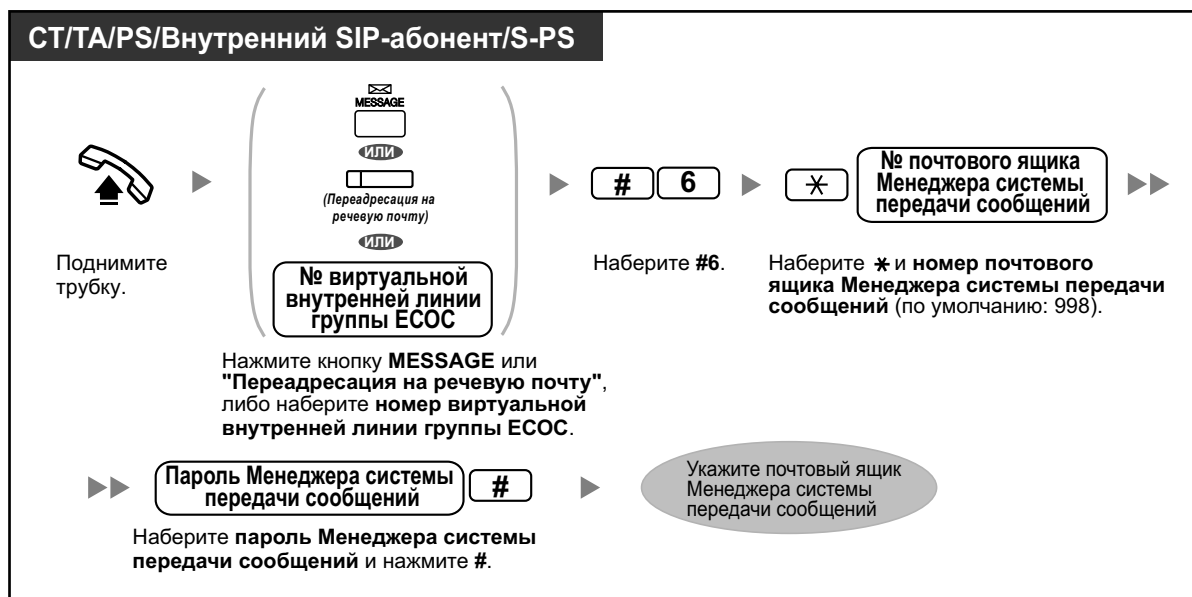 СТ/ТА/PS/Внутренний SIP-абонент/S-PS
MESSAGE
ИЛИ
(Переадресация на
речевую почту)
ИЛИ
№ виртуальной
внутренней линии
группы ЕСОС
# 6
✳
№ почтового ящика
Менеджера системы
передачи сообщений
Поднимите
трубку.
Нажмите кнопку MESSAGE или
"Переадресация на речевую почту",
либо наберите номер виртуальной
внутренней линии группы ЕСОС.
Наберите #6.
Наберите ✳ и номер почтового
ящика Менеджера системы передачи
сообщений (по умолчанию: 998).
Пароль Менеджера системы
передачи сообщений
#
Наберите пароль Менеджера системы
передачи сообщений и нажмите #.
Укажите почтовый ящик
Менеджера системы
передачи сообщений